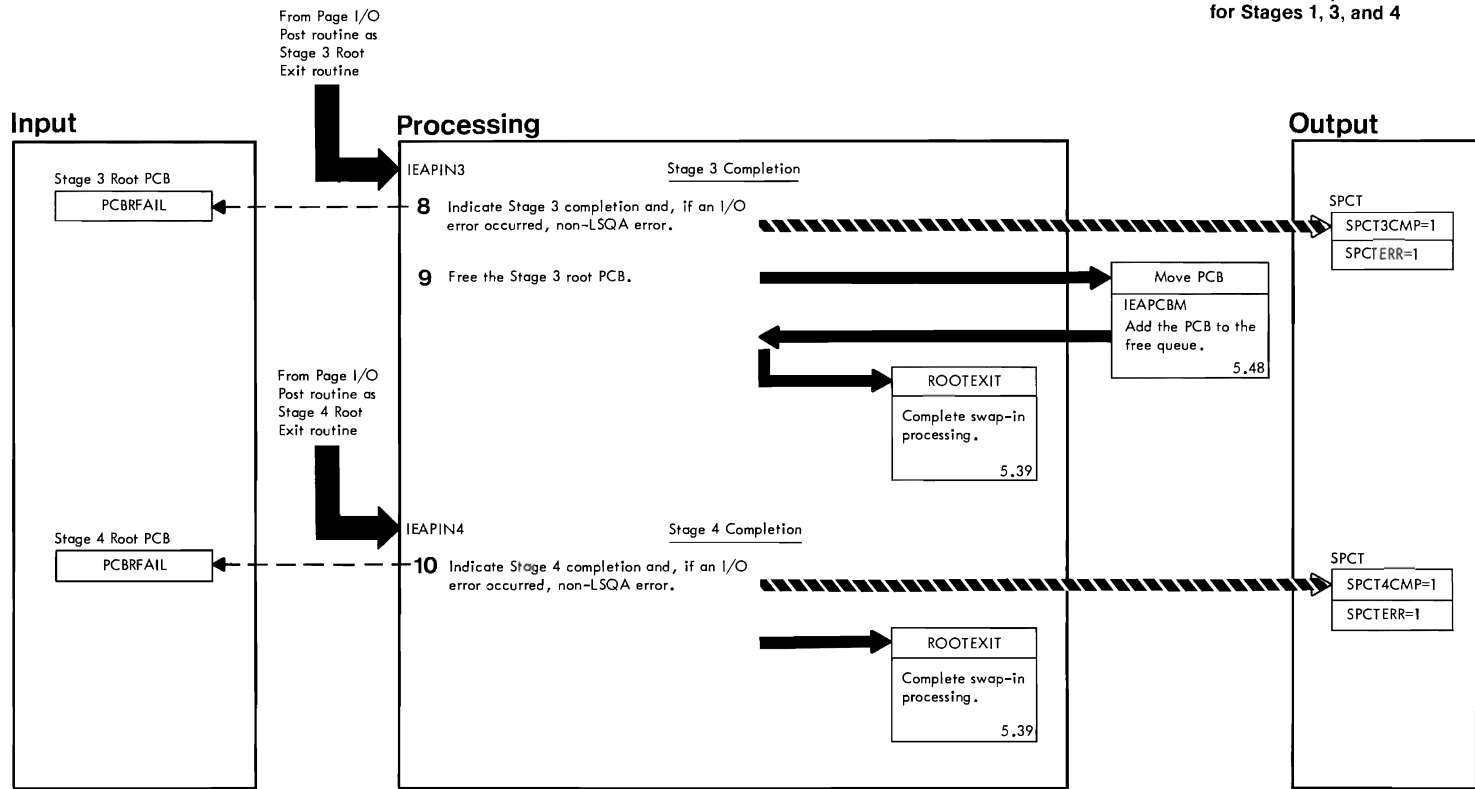 for Stages 1, 3, and 4
From Page I/O
Post routine as
Stage 3 Root
Exit routine
Input
Processing
Output
IEAPIN3
Stage 3 Completion
Stage 3 Root PCB
PCBRFAIL
8 Indicate Stage 3 completion and, if an I/O
error occurred, non-LSQA error.
SPCT
SPCT3CMP=1
SPCTERR=1
9 Free the Stage 3 root PCB.
Move PCB
IEAPCBM
Add the PCB to the
free queue.
5.48
ROOTEXIT
Complete swap-in
processing.
5.39
From Page I/O
Post routine as
Stage 4 Root
Exit routine
IEAPIN4
Stage 4 Completion
Stage 4 Root PCB
PCBRFAIL
10 Indicate Stage 4 completion and, if an I/O
error occurred, non-LSQA error.
SPCT
SPCT4CMP=1
SPCTERR=1
ROOTEXIT
Complete swap-in
processing.
5.39